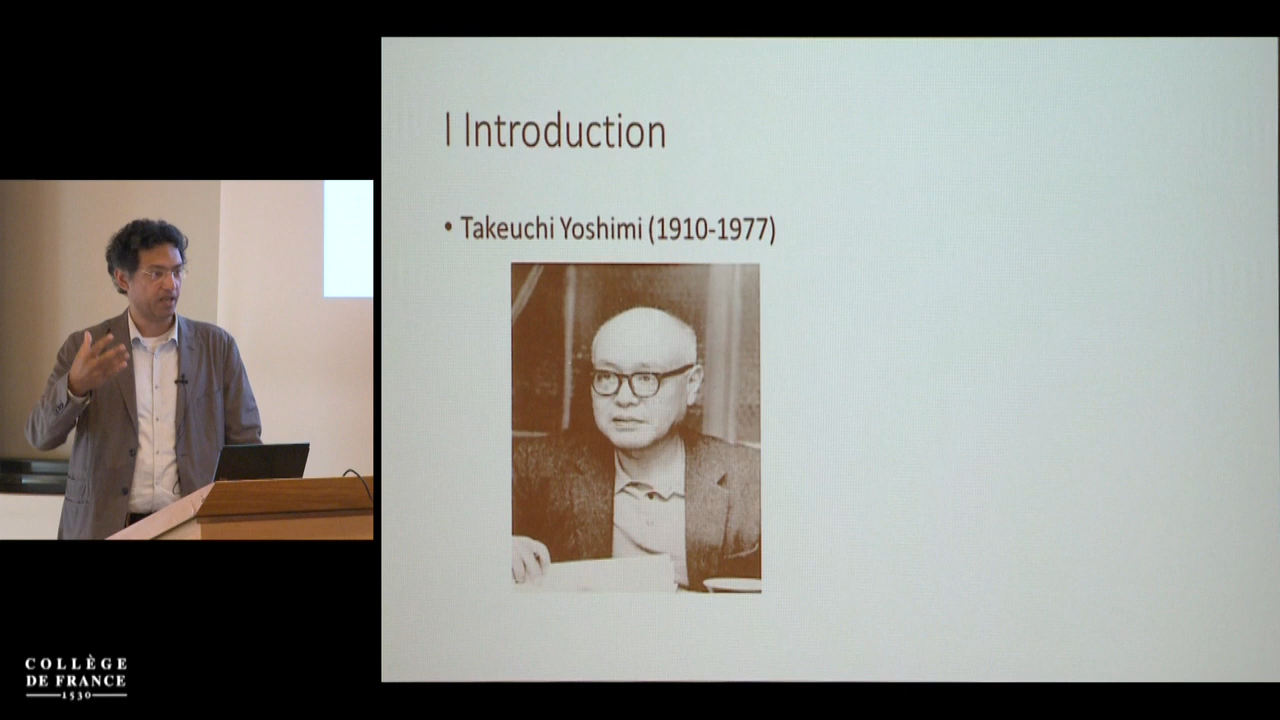 I Introduction
• Takeuchi Yoshimi (1910-1977)
COLLÈGE
DE FRANCE
1530